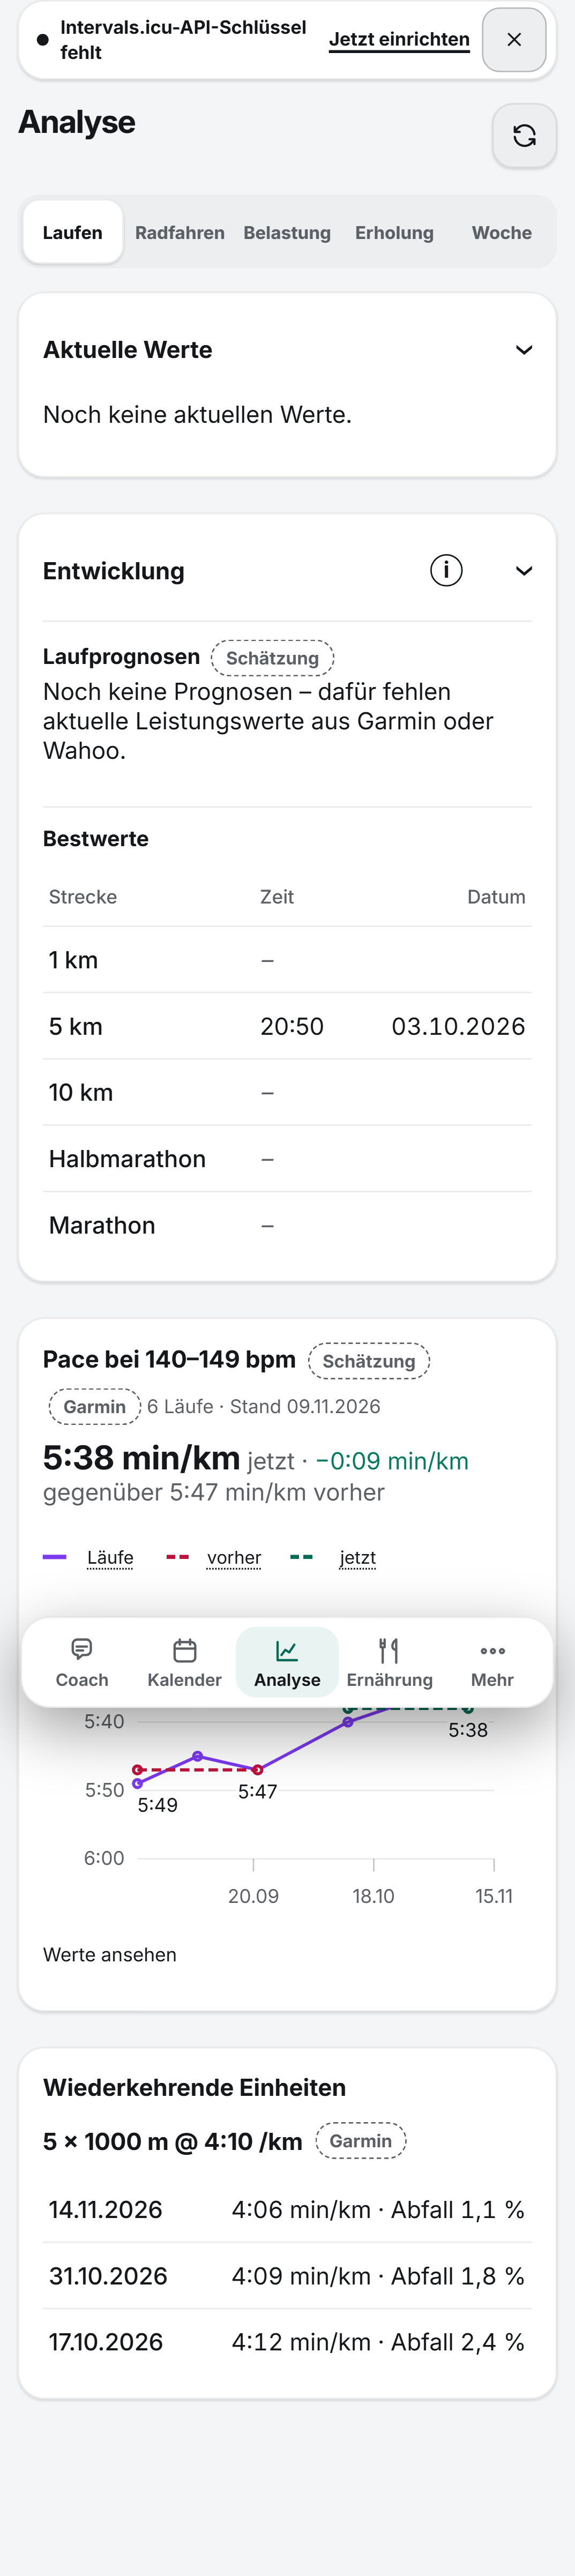 Intervals.icu-API-Schlüssel
fehlt
Jetzt einrichten
Analyse
Laufen Radfahren Belastung Erholung Woche
Aktuelle Werte
Noch keine aktuellen Werte.
Entwicklung
Laufprognosen Schätzung
Noch keine Prognosen – dafür fehlen
aktuelle Leistungswerte aus Garmin oder
Wahoo.
Bestwerte
Strecke Zeit Datum
1 km –
5 km 20:50 03.10.2026
10 km –
Halbmarathon –
Marathon –
Pace bei 140–149 bpm Schätzung
Garmin 6 Läufe · Stand 09.11.2026
5:38 min/km jetzt · −0:09 min/km
gegenüber 5:47 min/km vorher
Läufe vorher jetzt
Coach Kalender Analyse Ernährung Mehr
5:40
5:38
5:50
5:49
5:47
6:00
20.09 18.10 15.11
Werte ansehen
Wiederkehrende Einheiten
5 × 1000 m @ 4:10 /km Garmin
14.11.2026 4:06 min/km · Abfall 1,1 %
31.10.2026 4:09 min/km · Abfall 1,8 %
17.10.2026 4:12 min/km · Abfall 2,4 %